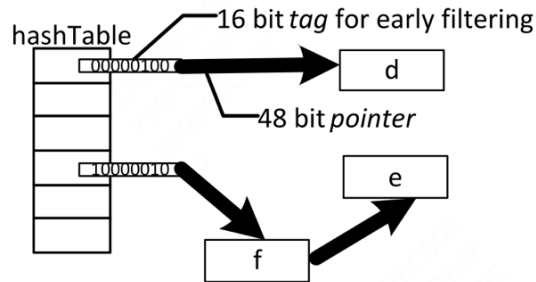 16 bit tag for early filtering
hashTable
00000100
d
48 bit pointer
10000010
e
f